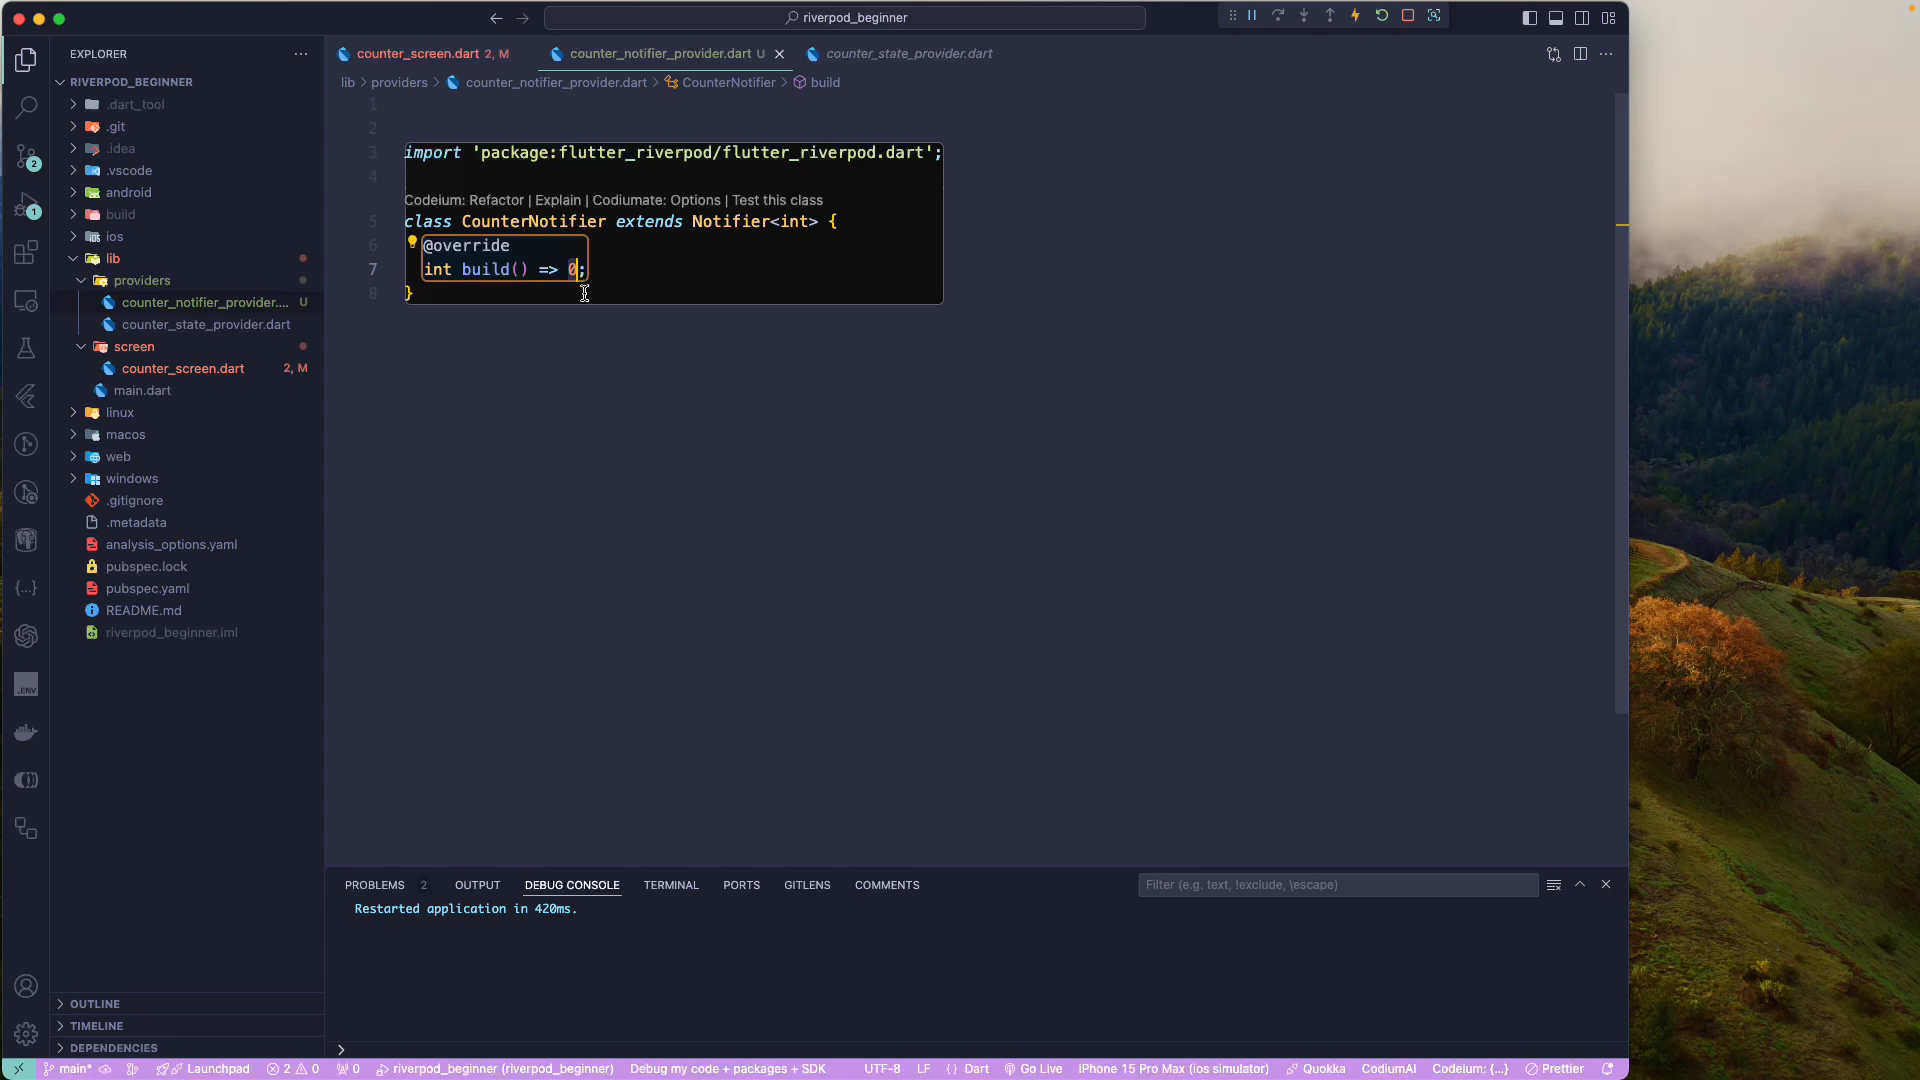 riverpod_beginner
EXPLORER
RIVERPOD_BEGINNER
.dart_tool
.git
.idea
.vscode
android
build
ios
lib
providers
counter_notifier_provider.... U
counter_state_provider.dart
screen
counter_screen.dart 2, M
main.dart
linux
macos
web
windows
.gitignore
.metadata
analysis_options.yaml
pubspec.lock
pubspec.yaml
README.md
riverpod_beginner.iml
OUTLINE
TIMELINE
DEPENDENCIES
2
1
.ENV
counter_screen.dart 2, M
counter_notifier_provider.dart U
counter_state_provider.dart
lib > providers > counter_notifier_provider.dart > CounterNotifier > build
1
2
3 import 'package:flutter_riverpod/flutter_riverpod.dart';
4
Codeium: Refactor | Explain | Codiumate: Options | Test this class
5 class CounterNotifier extends Notifier<int> {
6 @override
7 int build() => 0;
8 }
PROBLEMS 2 OUTPUT DEBUG CONSOLE TERMINAL PORTS GITLENS COMMENTS
Filter (e.g. text, !exclude, \escape)
Restarted application in 420ms.
main* Launchpad 2 0 0 riverpod_beginner (riverpod_beginner) Debug my code + packages + SDK UTF-8 LF {} Dart Go Live iPhone 15 Pro Max (ios simulator) Quokka CodiumAI Codeium: {...} Prettier